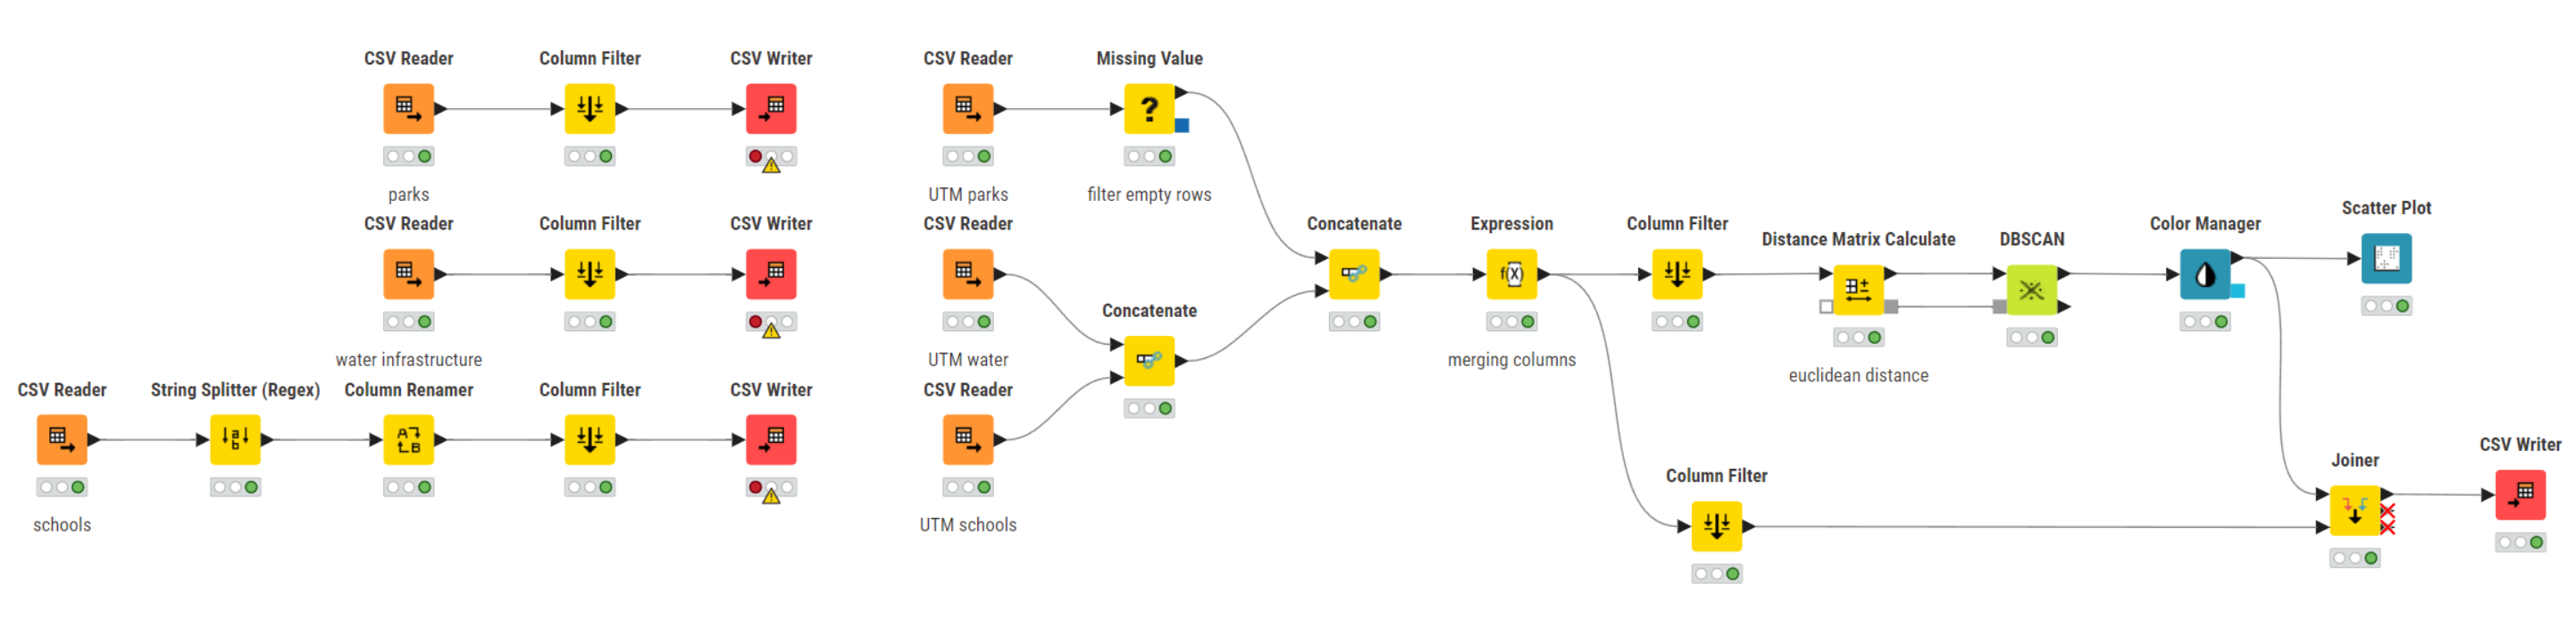 CSV Reader
Column Filter
CSV Writer
CSV Reader
Missing Value
?
parks
UTM parks
filter empty rows
CSV Reader
Column Filter
CSV Writer
CSV Reader
Concatenate
Expression
Column Filter
Distance Matrix Calculate
DBSCAN
Color Manager
Scatter Plot
f(X)
water infrastructure
UTM water
Concatenate
merging columns
euclidean distance
CSV Reader
String Splitter (Regex)
Column Renamer
Column Filter
CSV Writer
CSV Reader
a
b
A
B
schools
UTM schools
Column Filter
Joiner
CSV Writer